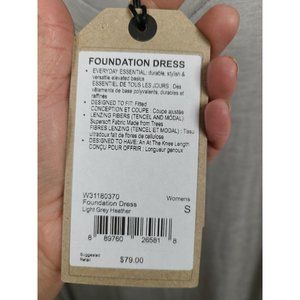 FOUNDATION DRESS
• EVERYDAY ESSENTIAL: durable, stylish &
versatile elevated basics
ESSENTIEL DE TOUS LES JOURS : Des
vêtements de base polyvalents, durables et
raffinés
• DESIGNED TO FIT: Fitted
CONCEPTION ET COUPE : Coupe ajustée
• LENZING FIBERS (TENCEL AND MODAL):
Supersoft Fabric Made from Trees
FIBRES LENZING (TENCEL ET MODAL) : Tissu
ultradoux fait de fibres de cellulose
• DESIGNED TO HAVE: An At The Knee Length
CONÇU POUR OFFRIR : Longueur genoux
W31180370
Womens
Foundation Dress
Light Grey Heather
S
8 89760 26581 8
Suggested
Retail
$79.00